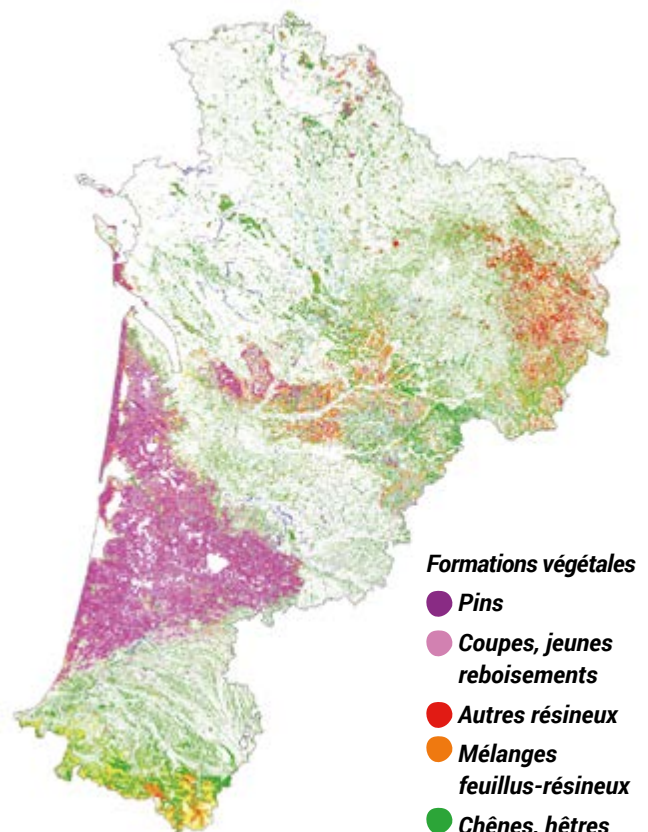 Formations végétales
Pins
Coupes, jeunes
reboisements
Autres résineux
Mélanges
feuillus-résineux
Chênes, hêtres